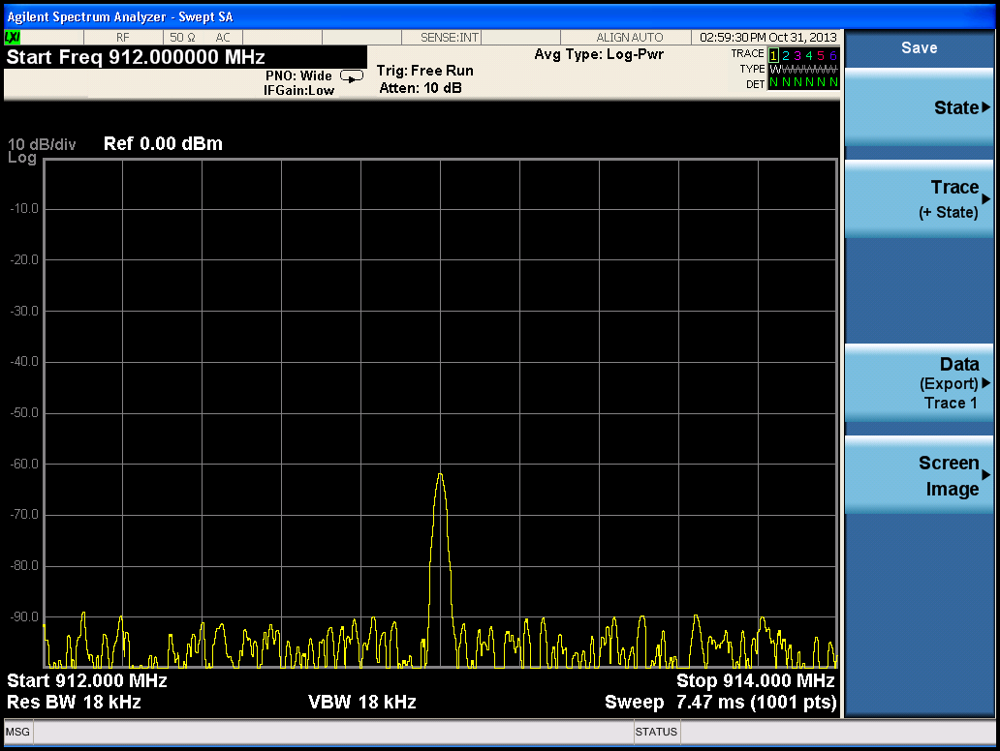 Agilent Spectrum Analyzer - Swept SA
LXI RF 50 Ω AC SENSE:INT ALIGN AUTO 02:59:30 PM Oct 31, 2013
Start Freq 912.000000 MHz
PNO: Wide
IFGain:Low
Trig: Free Run
Atten: 10 dB
Avg Type: Log-Pwr
TRACE 1 2 3 4 5 6
TYPE W
DET N N N N N N
10 dB/div
Log
Ref 0.00 dBm
-10.0
-20.0
-30.0
-40.0
-50.0
-60.0
-70.0
-80.0
-90.0
Start 912.000 MHz
Stop 914.000 MHz
Res BW 18 kHz
VBW 18 kHz
Sweep 7.47 ms (1001 pts)
MSG
STATUS
Save
State
Trace
(+ State)
Data
(Export)
Trace 1
Screen
Image